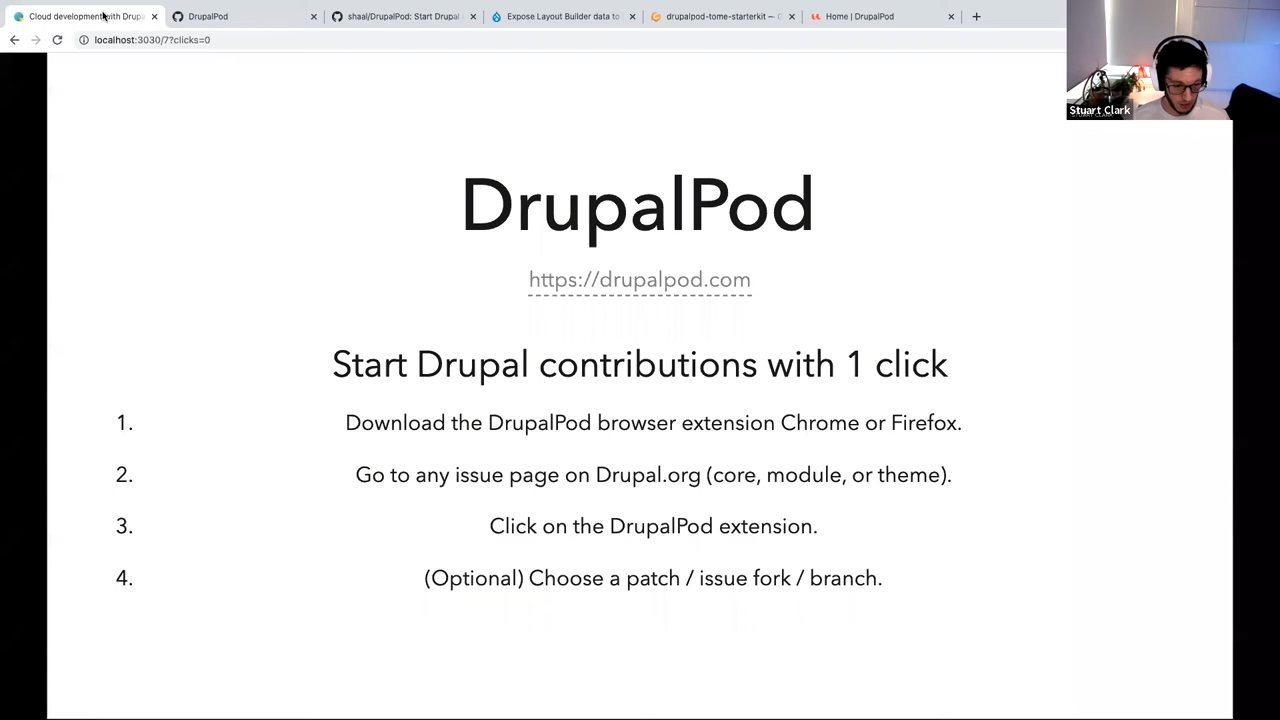 Cloud development with Drupa
DrupalPod
shaal/DrupalPod: Start Drupal
Expose Layout Builder data to
drupalpod-tome-starterkit — G
Home | DrupalPod
localhost:3030/7?clicks=0
Stuart Clark
DrupalPod
https://drupalpod.com
Start Drupal contributions with 1 click
1. Download the DrupalPod browser extension Chrome or Firefox.
2. Go to any issue page on Drupal.org (core, module, or theme).
3. Click on the DrupalPod extension.
4. (Optional) Choose a patch / issue fork / branch.